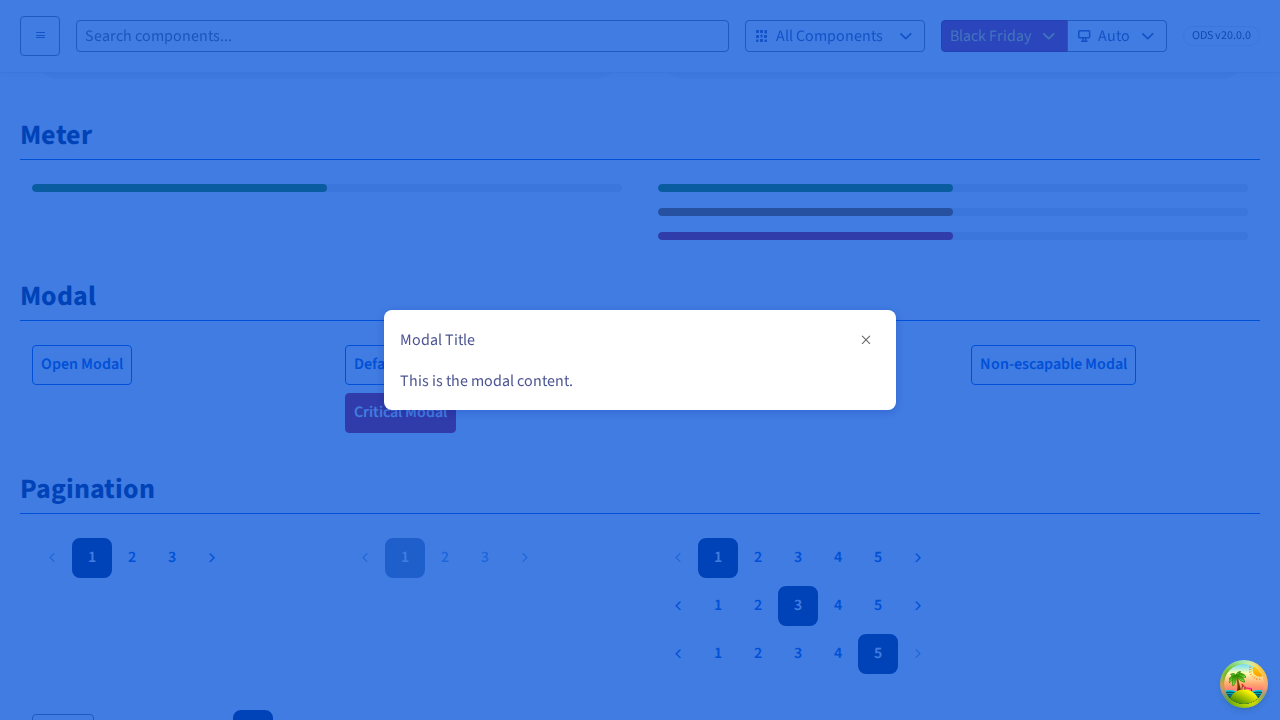 Search components...
All Components
Black Friday
Auto
ODS v20.0.0
Meter
Modal
Modal Title
This is the modal content.
Open Modal
Non-escapable Modal
Critical Modal
Pagination
1 2 3
1 2 3
1 2 3 4 5
1 2 3 4 5
1 2 3 4 5